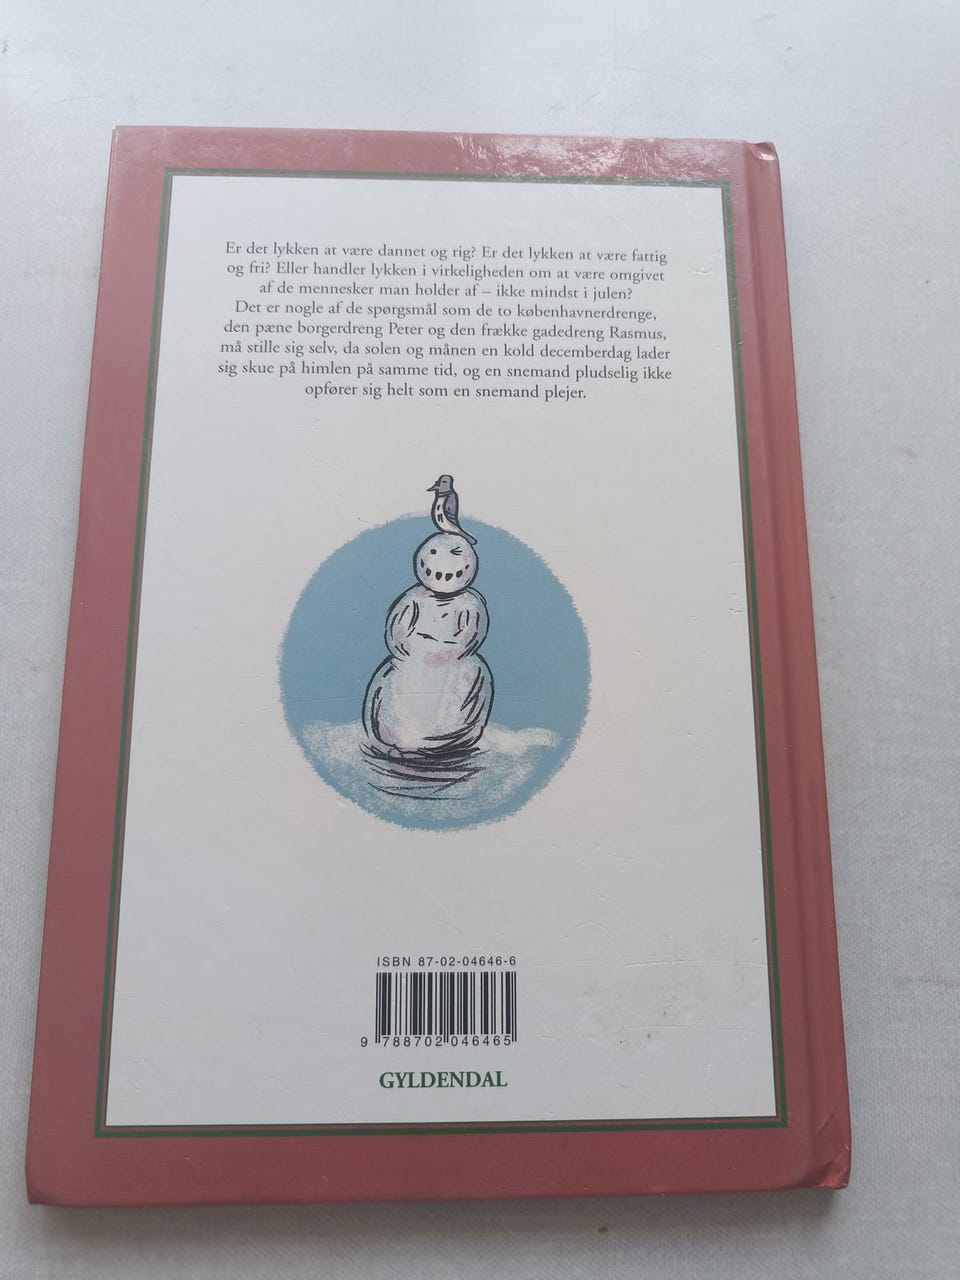 Er det lykken at være dannet og rig? Er det lykken at være fattig
og fri? Eller handler lykken i virkeligheden om at være omgivet
af de mennesker man holder af – ikke mindst i julen?
Det er nogle af de spørgsmål som de to københavnerdrenge,
den pæne borgerdreng Peter og den frække gadedreng Rasmus,
må stille sig selv, da solen og månen en kold decemberdag lader
sig skue på himlen på samme tid, og en snemand pludselig ikke
opfører sig helt som en snemand plejer.
ISBN 87-02-04646-6
9 788702 046465
GYLDENDAL